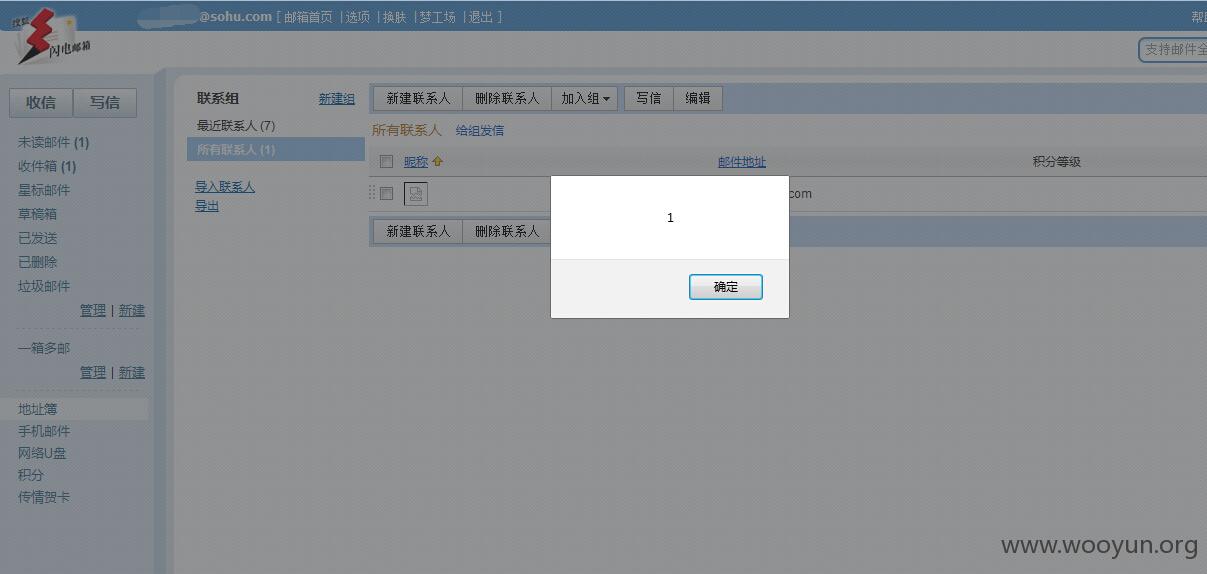 @sohu.com [ 邮箱首页 | 选项 | 换肤 | 梦工场 | 退出 ]
帮
搜狐
闪电邮箱
支持邮件全
收信 写信
未读邮件 (1)
收件箱 (1)
星标邮件
草稿箱
已发送
已删除
垃圾邮件
管理 | 新建
一箱多邮
管理 | 新建
地址簿
手机邮件
网络U盘
积分
传情贺卡
联系组 新建组
最近联系人 (7)
所有联系人 (1)
导入联系人
导出
新建联系人 删除联系人 加入组 写信 编辑
所有联系人 给组发信
昵称 邮件地址 积分等级
com
新建联系人 删除联系人
1
确定
www.wooyun.org